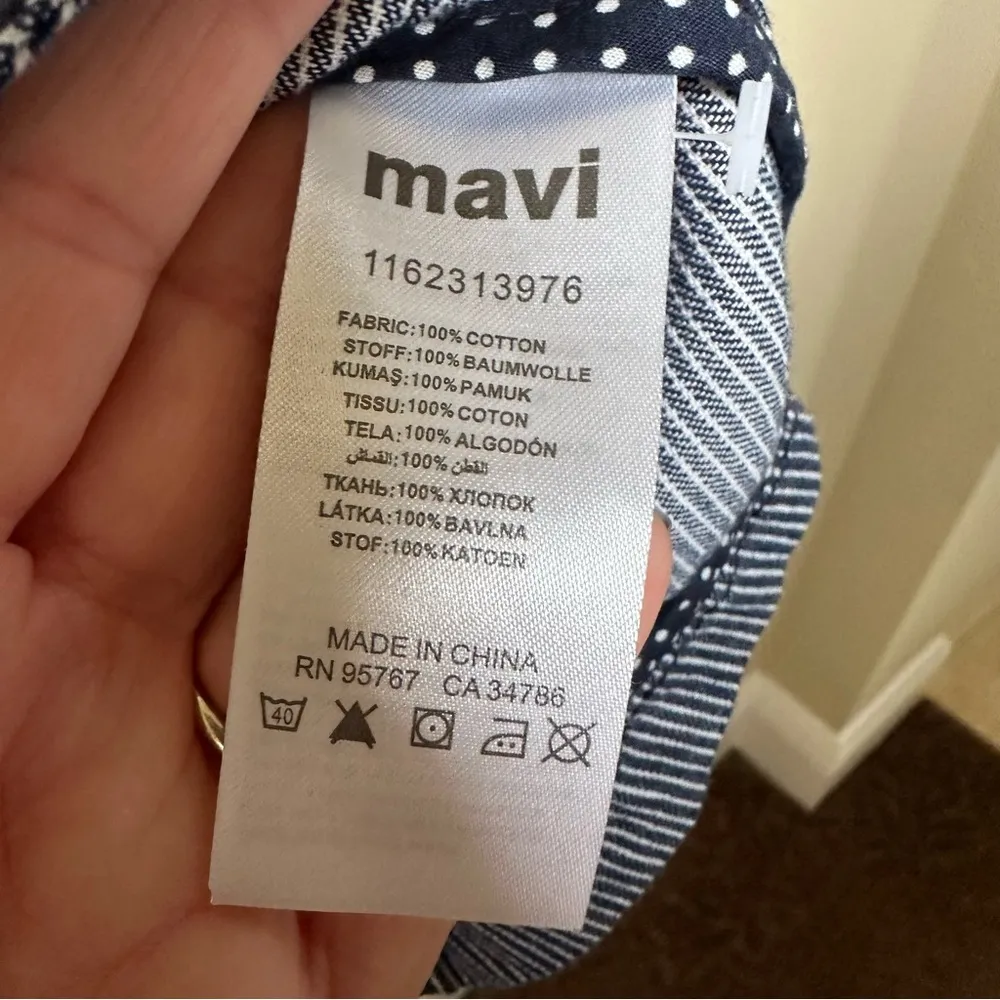 mavi
1162313976
FABRIC:100% COTTON
STOFF:100% BAUMWOLLE
KUMAŞ:100% PAMUK
TISSU:100% COTON
TELA:100% ALGODÓN
القماش:100% القطن
ТКАНЬ:100% ХЛОПОК
LÁTKA:100% BAVLNA
STOF:100% KATOEN
MADE IN CHINA
RN 95767 CA 34786
40